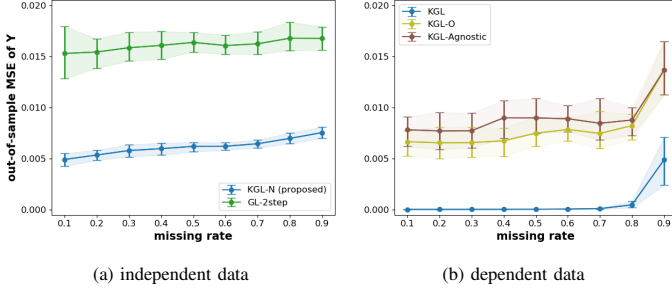 0.020
0.015
0.010
0.005
0.000
out-of-sample MSE of Y
KGL-N (proposed)
GL-2step
0.1 0.2 0.3 0.4 0.5 0.6 0.7 0.8 0.9
missing rate
(a) independent data
0.020
0.015
0.010
0.005
0.000
KGL
KGL-O
KGL-Agnostic
0.1 0.2 0.3 0.4 0.5 0.6 0.7 0.8 0.9
missing rate
(b) dependent data